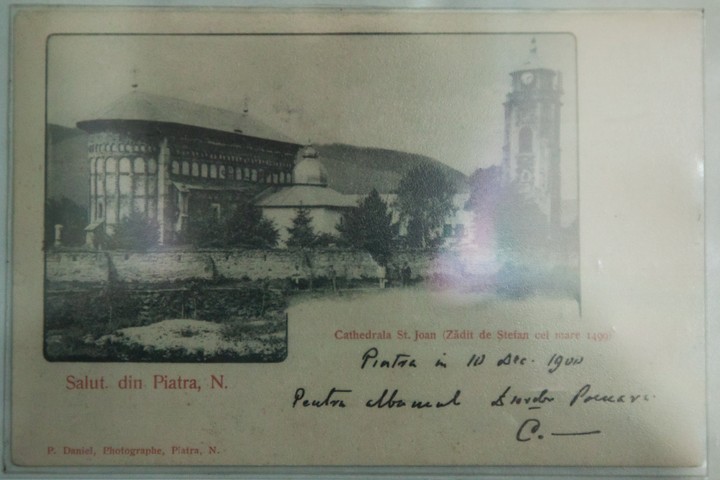 Cathedrala St. Joan (Zădit de Ștefan cel mare 1499)
Piatra in 10 Dec. 1900
Pentru albumul
C.
Salut din Piatra, N.
P. Daniel, Photographe, Piatra, N.